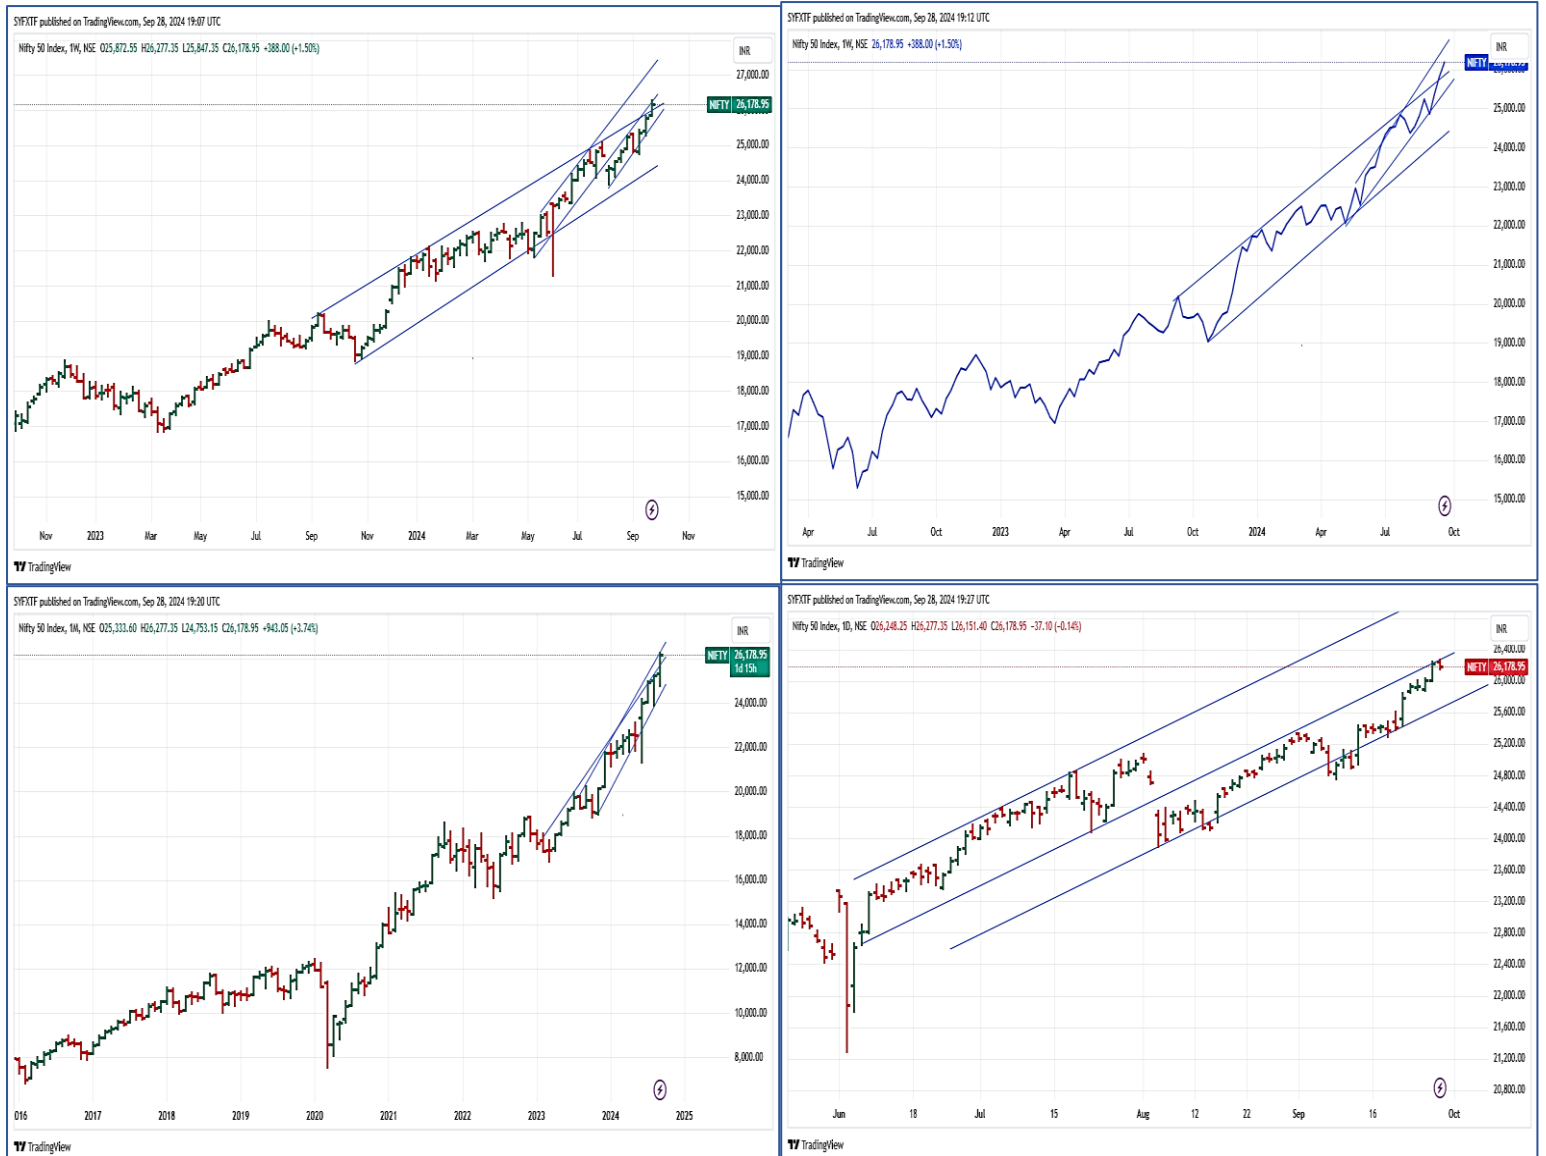 SYFXTF published on TradingView.com, Sep 28, 2024 19:07 UTC
Nifty 50 Index, 1W, NSE O25,872.55 H26,277.35 L25,847.35 C26,178.95 +388.00 (+1.50%)
INR
27,000.00
NIFTY 26,178.95
25,000.00
24,000.00
23,000.00
22,000.00
21,000.00
20,000.00
19,000.00
18,000.00
17,000.00
16,000.00
15,000.00
Nov 2023 Mar May Jul Sep Nov 2024 Mar May Jul Sep Nov
TradingView
SYFXTF published on TradingView.com, Sep 28, 2024 19:12 UTC
Nifty 50 Index, 1W, NSE 26,178.95 +388.00 (+1.50%)
INR
NIFTY
25,000.00
24,000.00
23,000.00
22,000.00
21,000.00
20,000.00
19,000.00
18,000.00
17,000.00
16,000.00
15,000.00
Apr Jul Oct 2023 Apr Jul Oct 2024 Apr Jul Oct
TradingView
SYFXTF published on TradingView.com, Sep 28, 2024 19:20 UTC
Nifty 50 Index, 1M, NSE O25,333.60 H26,277.35 L24,753.15 C26,178.95 +943.05 (+3.74%)
INR
NIFTY 26,178.95
1d 15h
24,000.00
22,000.00
20,000.00
18,000.00
16,000.00
14,000.00
12,000.00
10,000.00
8,000.00
016 2017 2018 2019 2020 2021 2022 2023 2024 2025
TradingView
SYFXTF published on TradingView.com, Sep 28, 2024 19:27 UTC
Nifty 50 Index, 1D, NSE O26,248.25 H26,277.35 L26,151.40 C26,178.95 −37.10 (−0.14%)
INR
26,400.00
NIFTY 26,178.95
26,000.00
25,600.00
25,200.00
24,800.00
24,400.00
24,000.00
23,600.00
23,200.00
22,800.00
22,400.00
22,000.00
21,600.00
21,200.00
20,800.00
Jun 18 Jul 15 Aug 12 22 Sep 16 Oct
TradingView